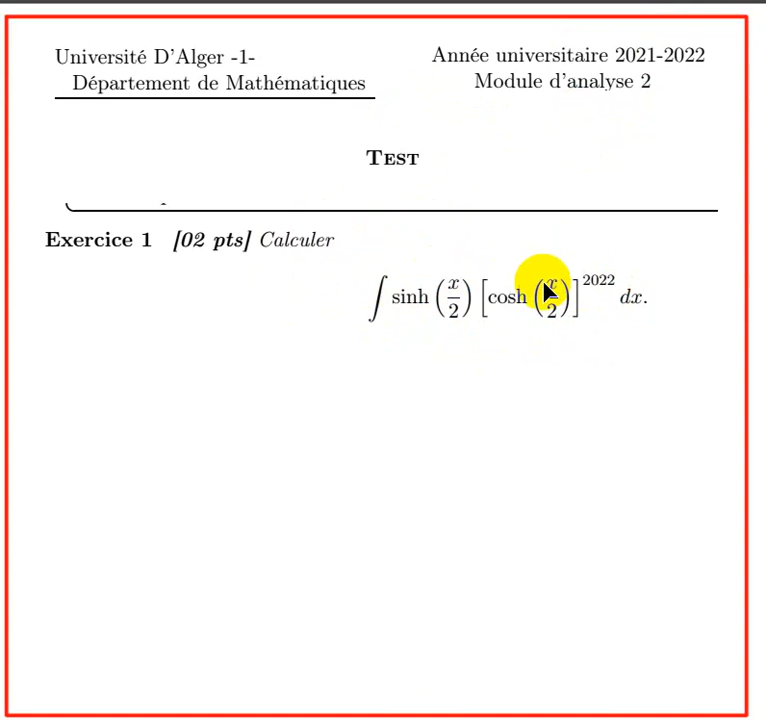 Université D'Alger -1-
Année universitaire 2021-2022
Département de Mathématiques
Module d'analyse 2
TEST
Exercice 1 [02 pts] Calculer
∫ sinh (x/2) [cosh (x/2)]^2022 dx.